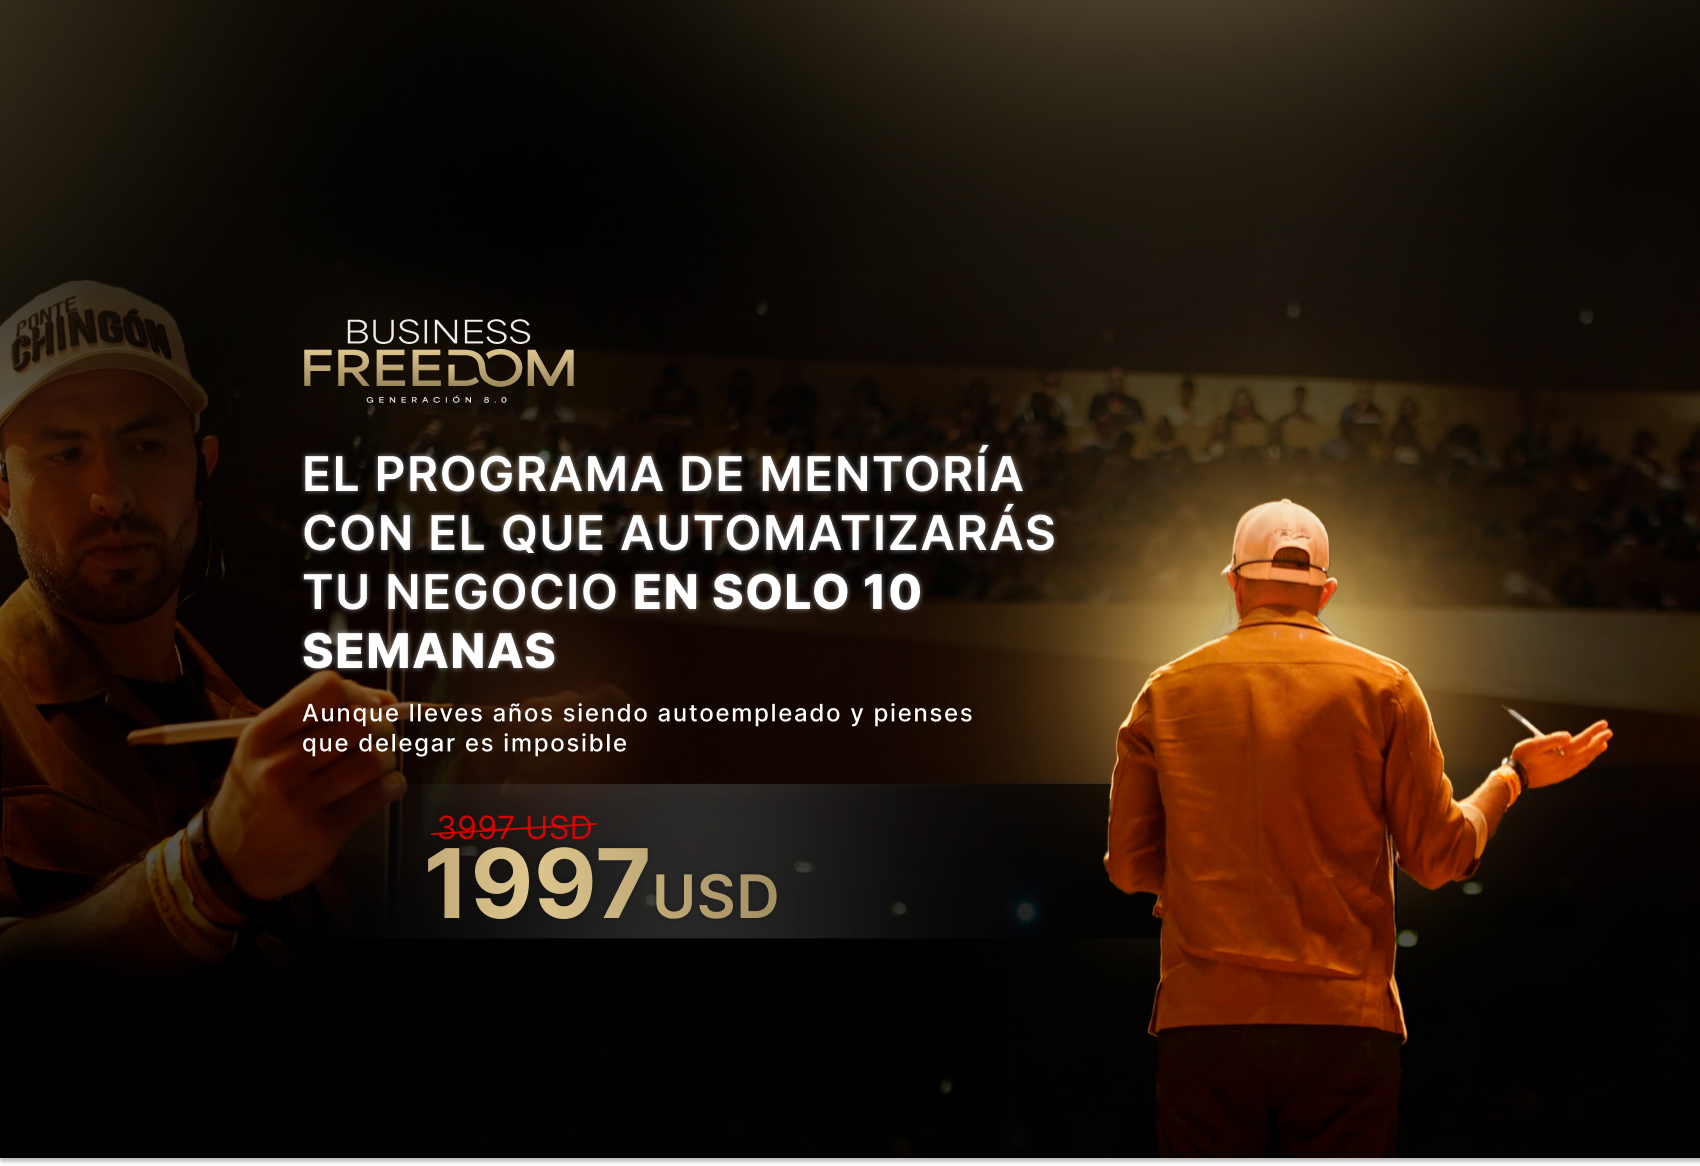 PONTE
CHINGÓN
BUSINESS
FREEDOM
GENERACIÓN 8.0
EL PROGRAMA DE MENTORÍA
CON EL QUE AUTOMATIZARÁS
TU NEGOCIO EN SOLO 10
SEMANAS
Aunque lleves años siendo autoempleado y pienses
que delegar es imposible
3997 USD
1997USD